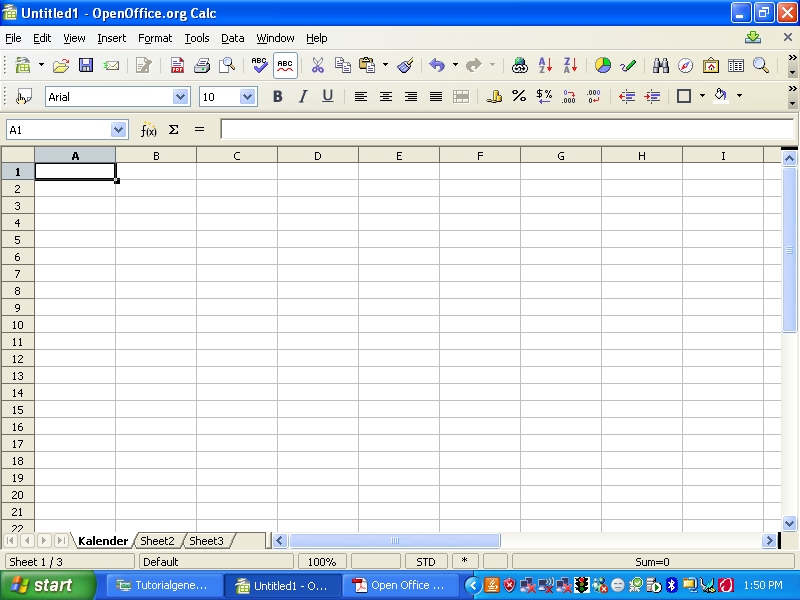 Untitled1 - OpenOffice.org Calc
File Edit View Insert Format Tools Data Window Help
ABC ABC
Arial 10 B I U % $%
A1 f(x) Σ =
A B C D E F G H I
1
2
3
4
5
6
7
8
9
10
11
12
13
14
15
16
17
18
19
20
21
22
Kalender Sheet2 Sheet3
Sheet 1 / 3 Default 100% STD * Sum=0
start Tutorialgene... Untitled1 - O... Open Office ... 1:50 PM